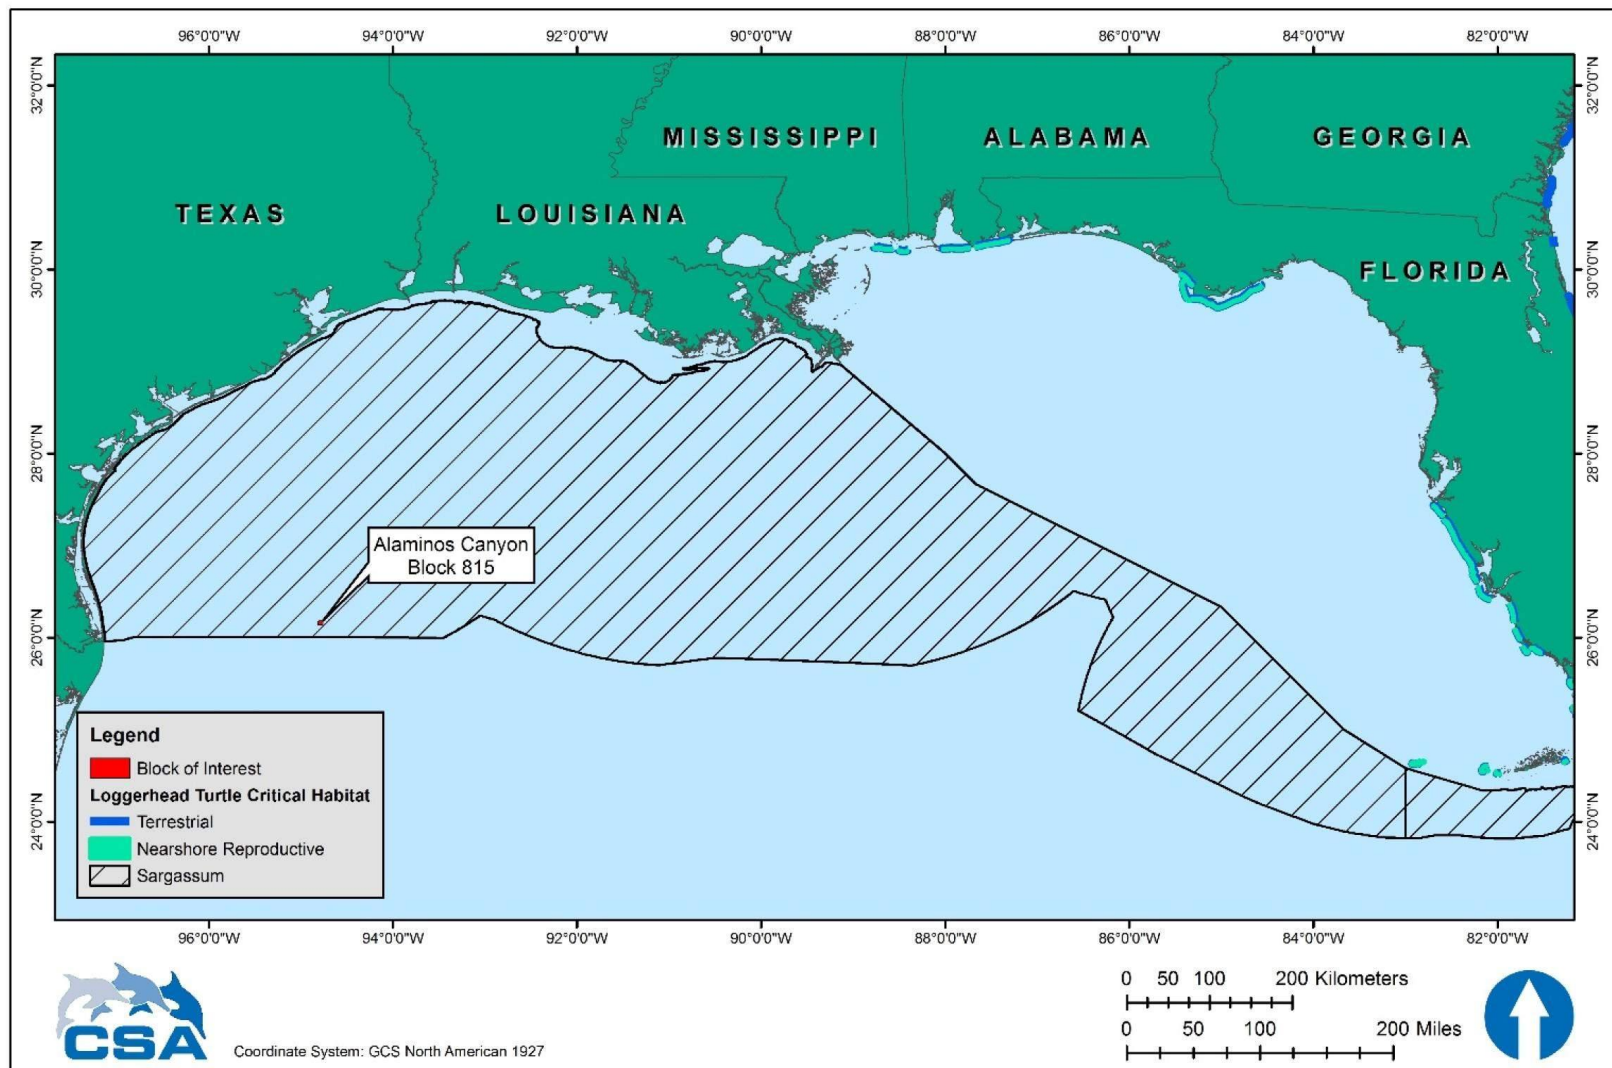 96°0'0"W 94°0'0"W 92°0'0"W 90°0'0"W 88°0'0"W 86°0'0"W 84°0'0"W 82°0'0"W
32°0'0"N
32°0'0"N
MISSISSIPPI ALABAMA GEORGIA
TEXAS LOUISIANA
30°0'0"N
30°0'0"N
FLORIDA
28°0'0"N
28°0'0"N
Alaminos Canyon
Block 815
26°0'0"N
26°0'0"N
Legend
Block of Interest
Loggerhead Turtle Critical Habitat
Terrestrial
Nearshore Reproductive
Sargassum
24°0'0"N
24°0'0"N
96°0'0"W 94°0'0"W 92°0'0"W 90°0'0"W 88°0'0"W 86°0'0"W 84°0'0"W 82°0'0"W
CSA
Coordinate System: GCS North American 1927
0 50 100 200 Kilometers
0 50 100 200 Miles